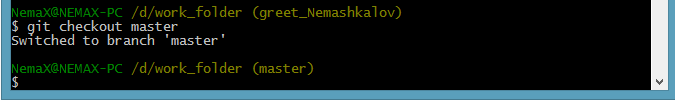 NemaX@NEMAX-PC /d/work_folder (greet_Nemashkalov)
$ git checkout master
Switched to branch 'master'
NemaX@NEMAX-PC /d/work_folder (master)
$